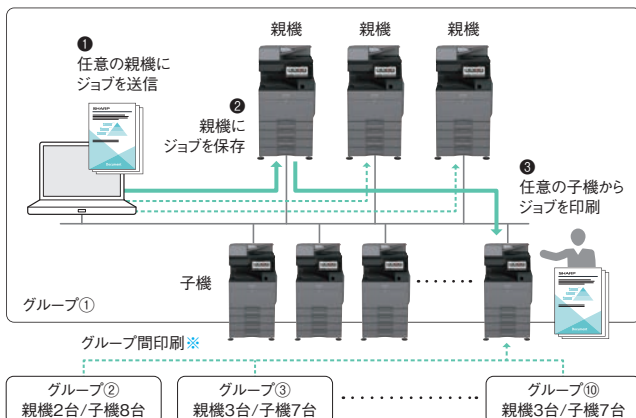 親機
親機
親機
❶
任意の親機に
ジョブを送信
SHARP
❷
親機に
ジョブを保存
❸
任意の子機から
ジョブを印刷
子機
SHARP
グループ①
グループ間印刷※
グループ②
親機2台/子機8台
グループ③
親機3台/子機7台
グループ⑩
親機3台/子機7台